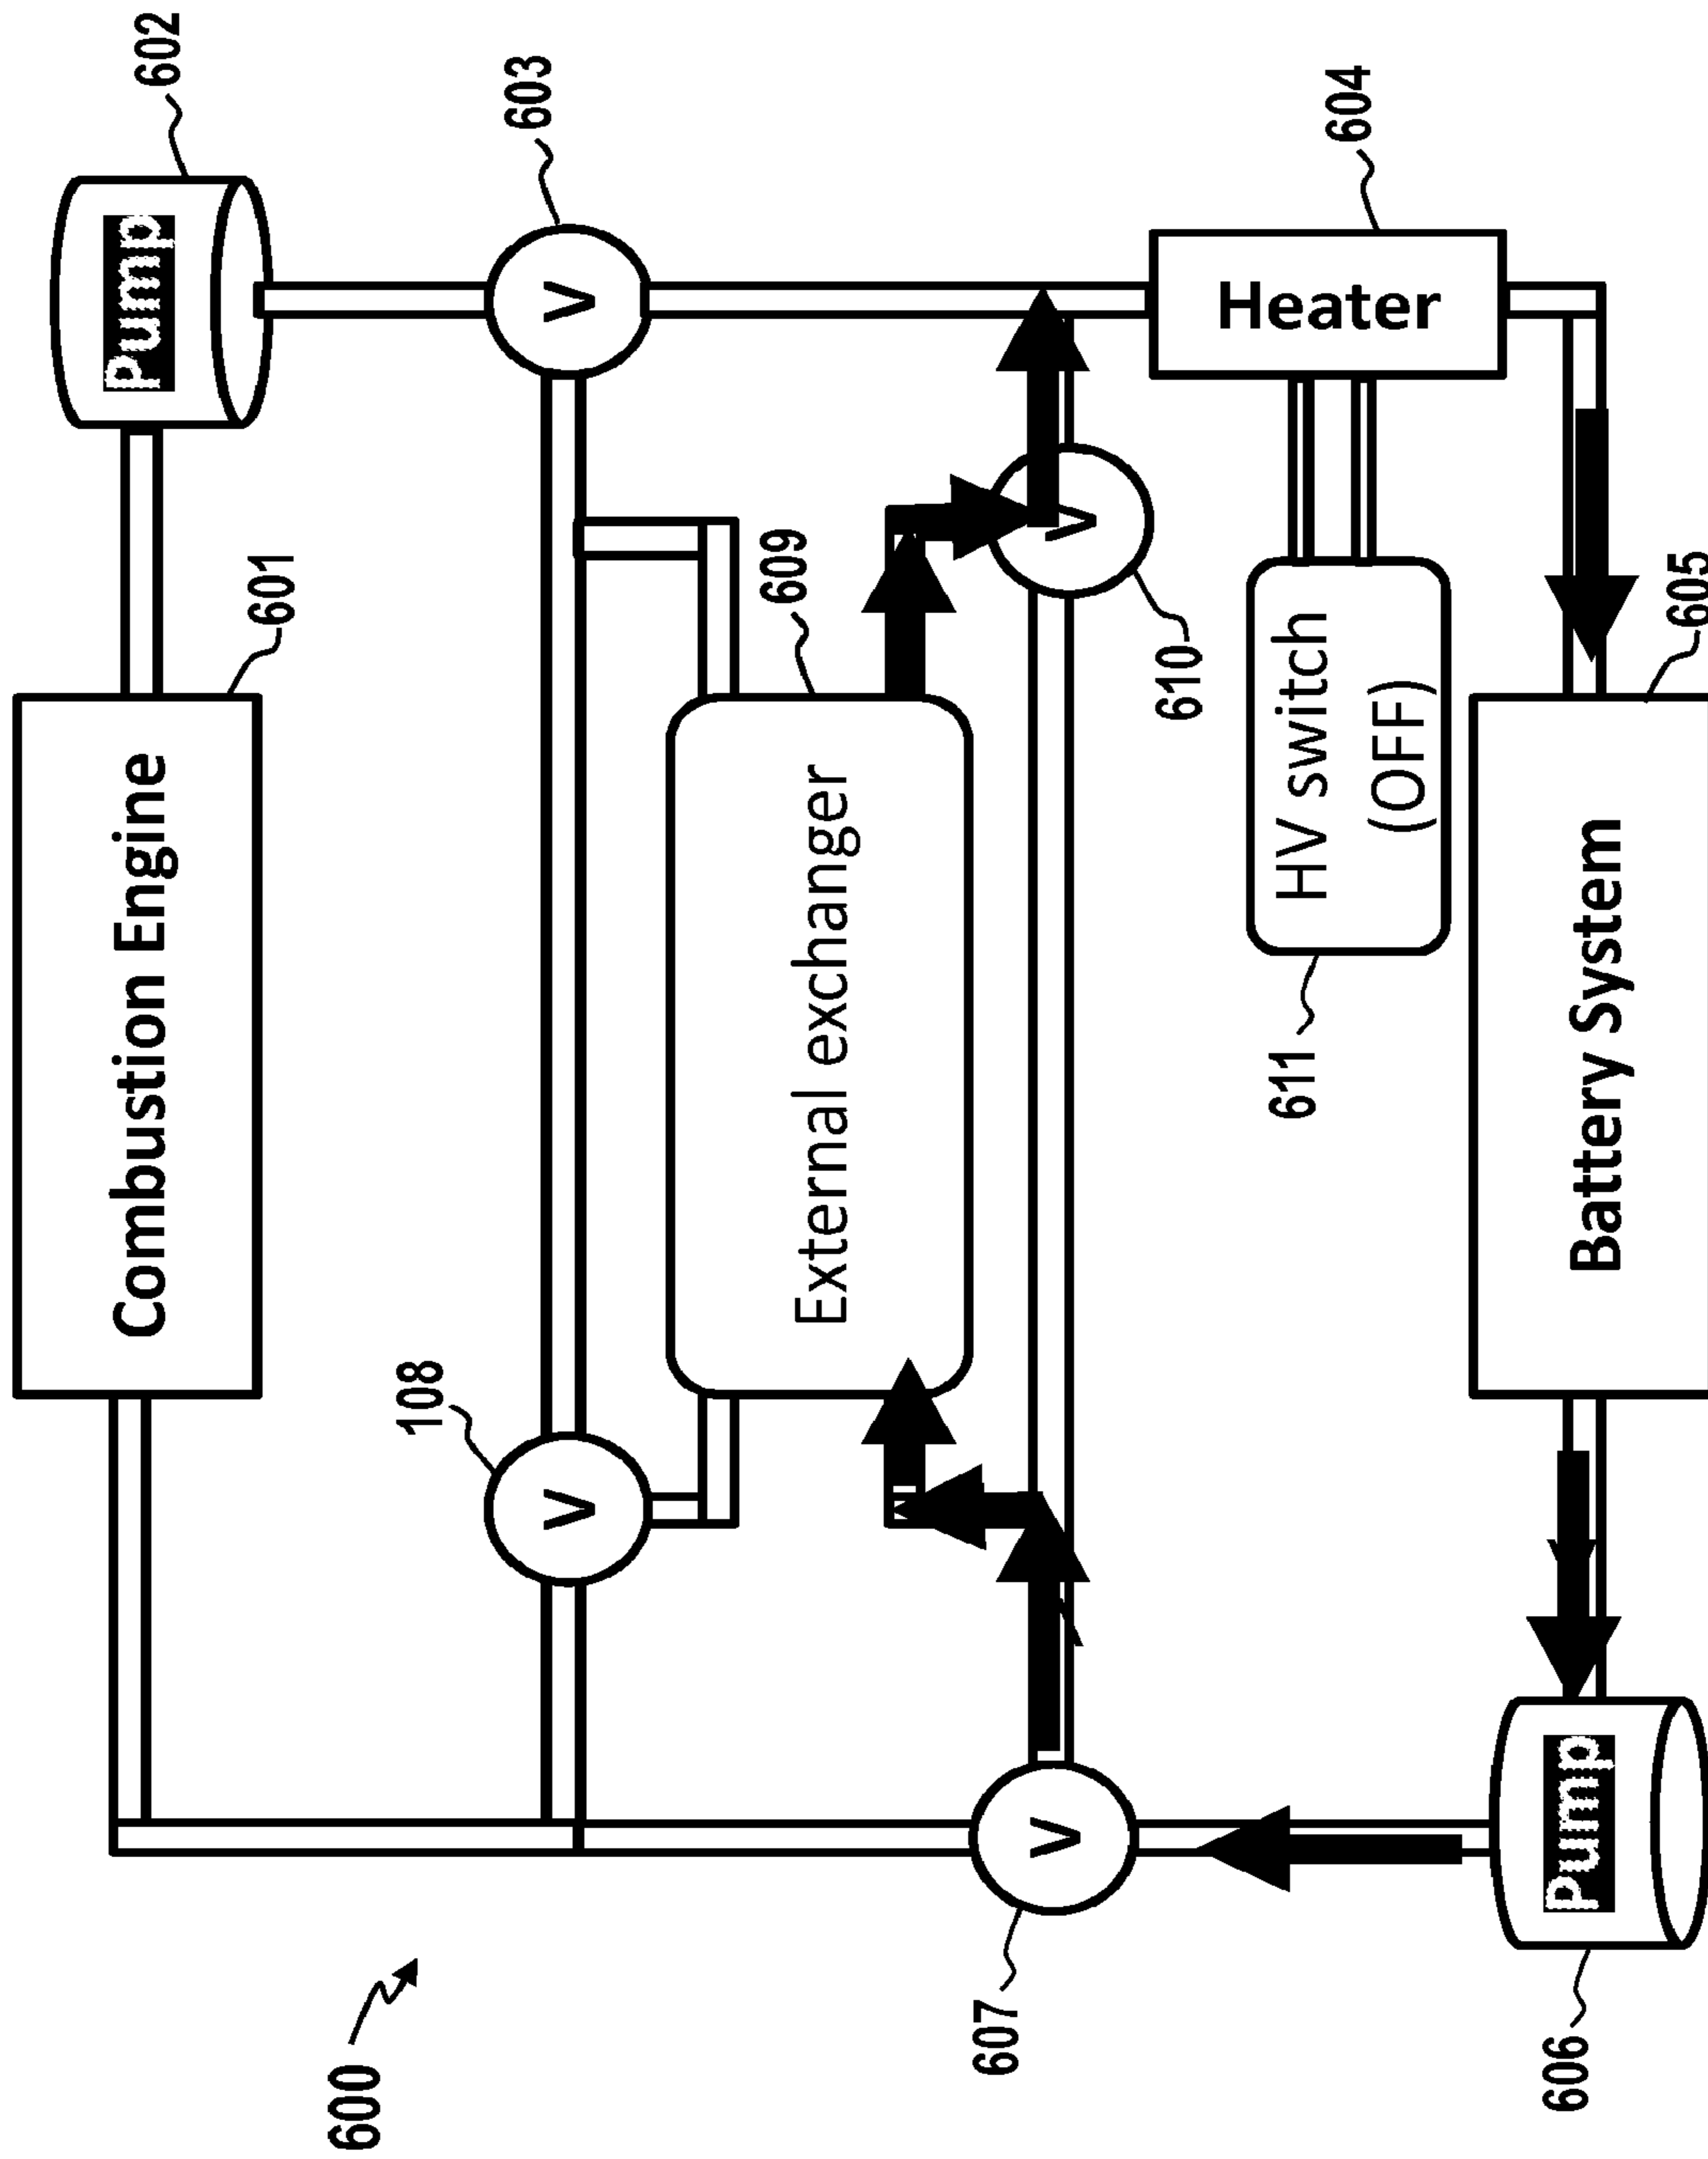 600
Combustion Engine
601
Pump
602
108
V
V
603
External exchanger
609
607
V
V
610
HV switch
(OFF)
611
Heater
604
606
Pump
Battery System
605